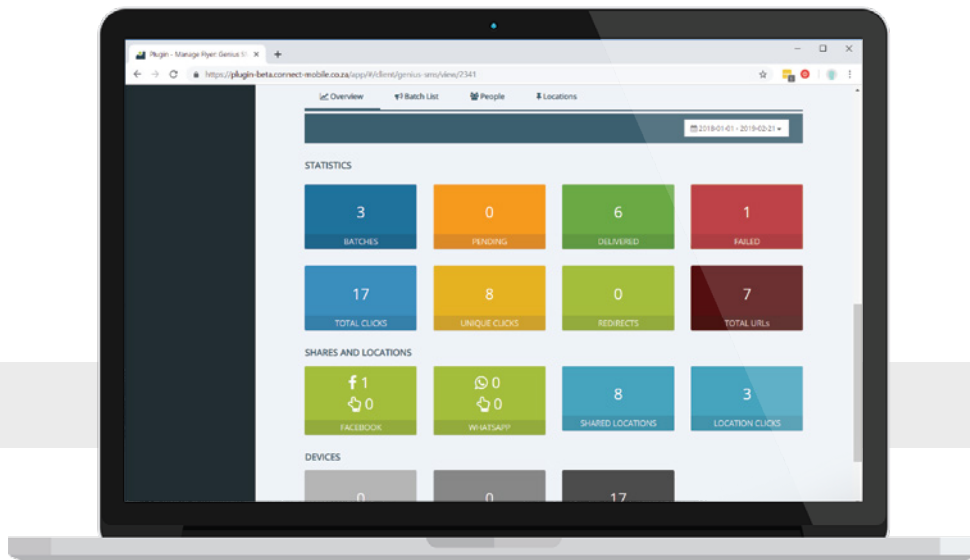 Plugin - Manage Flyer: Genius S
https://plugin-beta.connect-mobile.co.za/app/#/client/genius-sms/view/2341
Overview Batch List People Locations
2018-01-01 - 2019-02-21
STATISTICS
3 0 6 1
BATCHES PENDING DELIVERED FAILED
17 8 0 7
TOTAL CLICKS UNIQUE CLICKS REDIRECTS TOTAL URLs
SHARES AND LOCATIONS
1 0
0 0
8 3
FACEBOOK WHATSAPP SHARED LOCATIONS LOCATION CLICKS
DEVICES
0 0 17